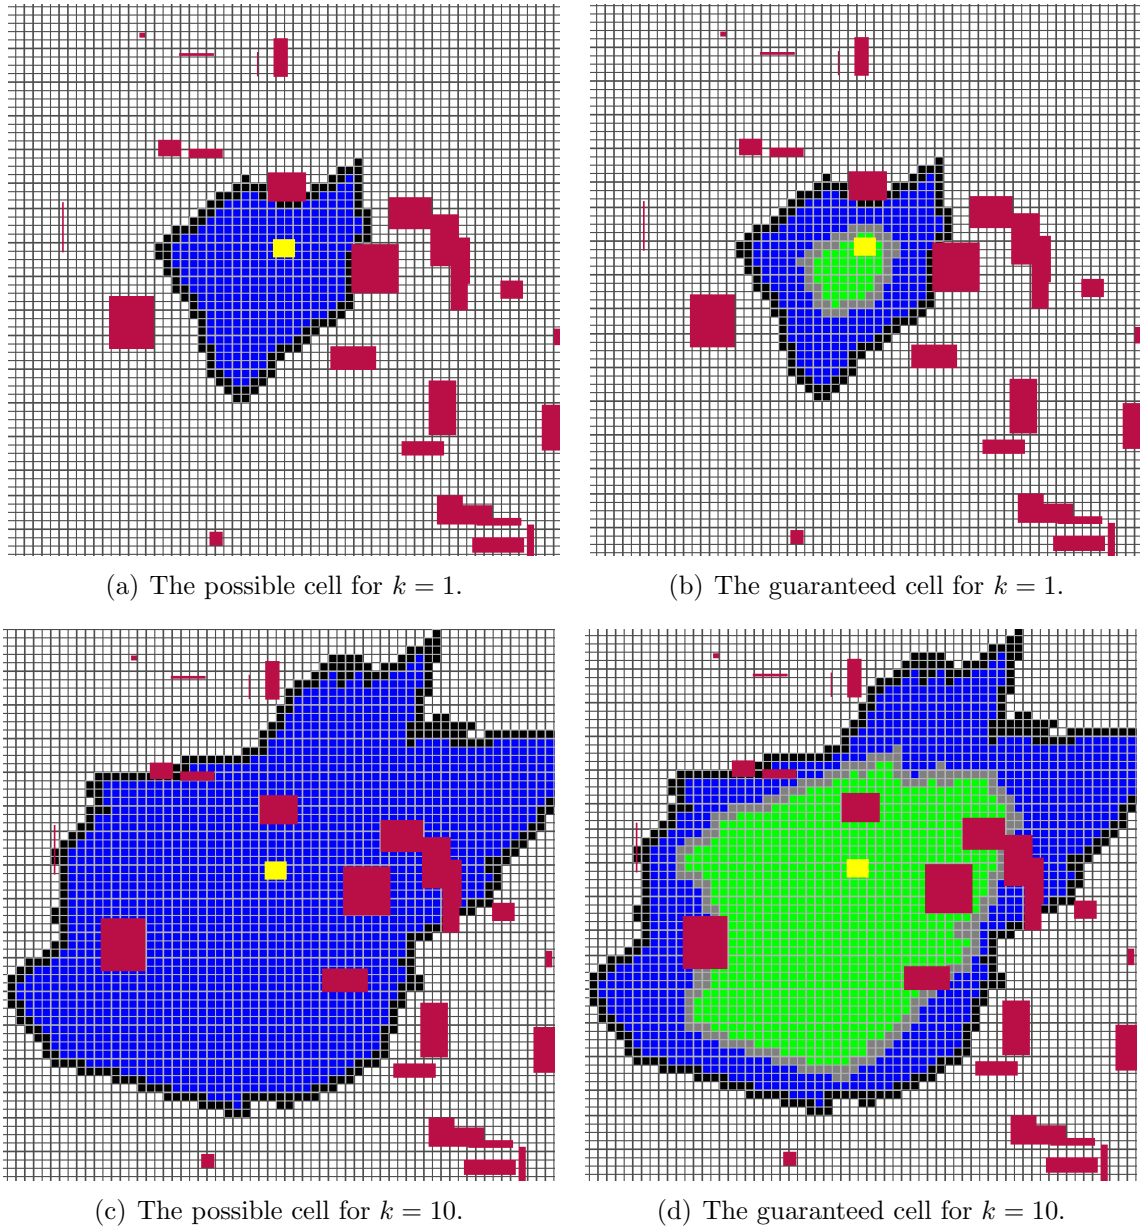 (a) The possible cell for k = 1.
(b) The guaranteed cell for k = 1.
(c) The possible cell for k = 10.
(d) The guaranteed cell for k = 10.